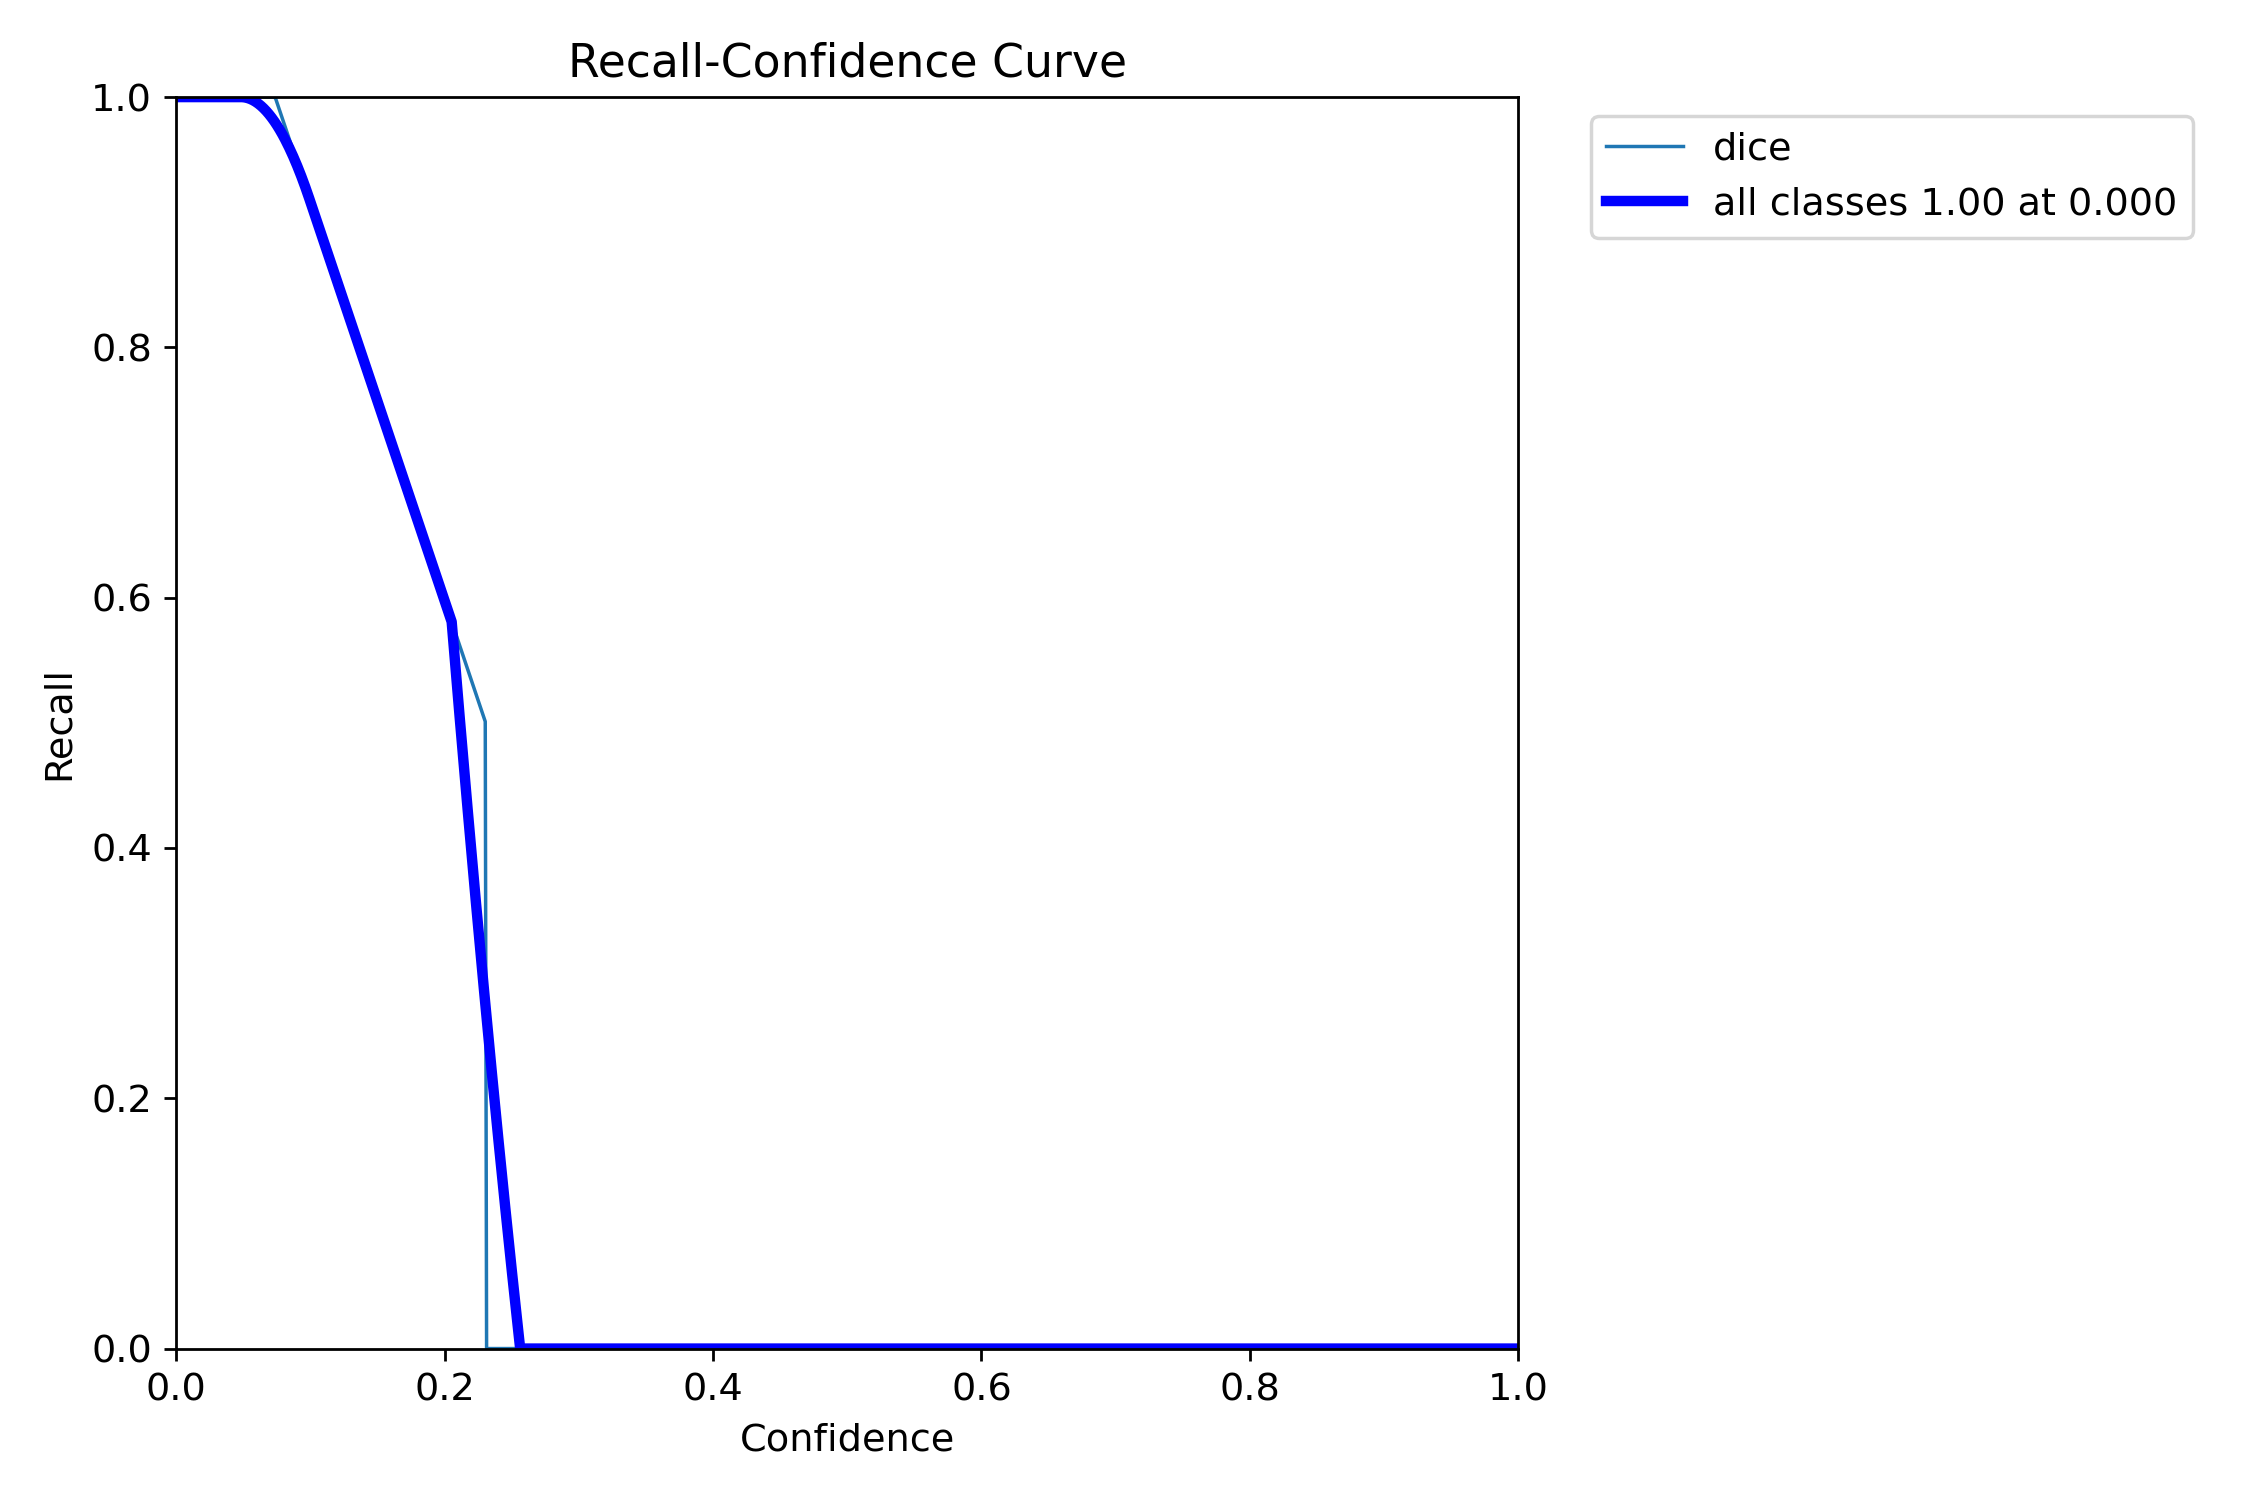 Recall-Confidence Curve
1.0
0.8
0.6
0.4
0.2
0.0
Recall
0.0 0.2 0.4 0.6 0.8 1.0
Confidence
dice
all classes 1.00 at 0.000